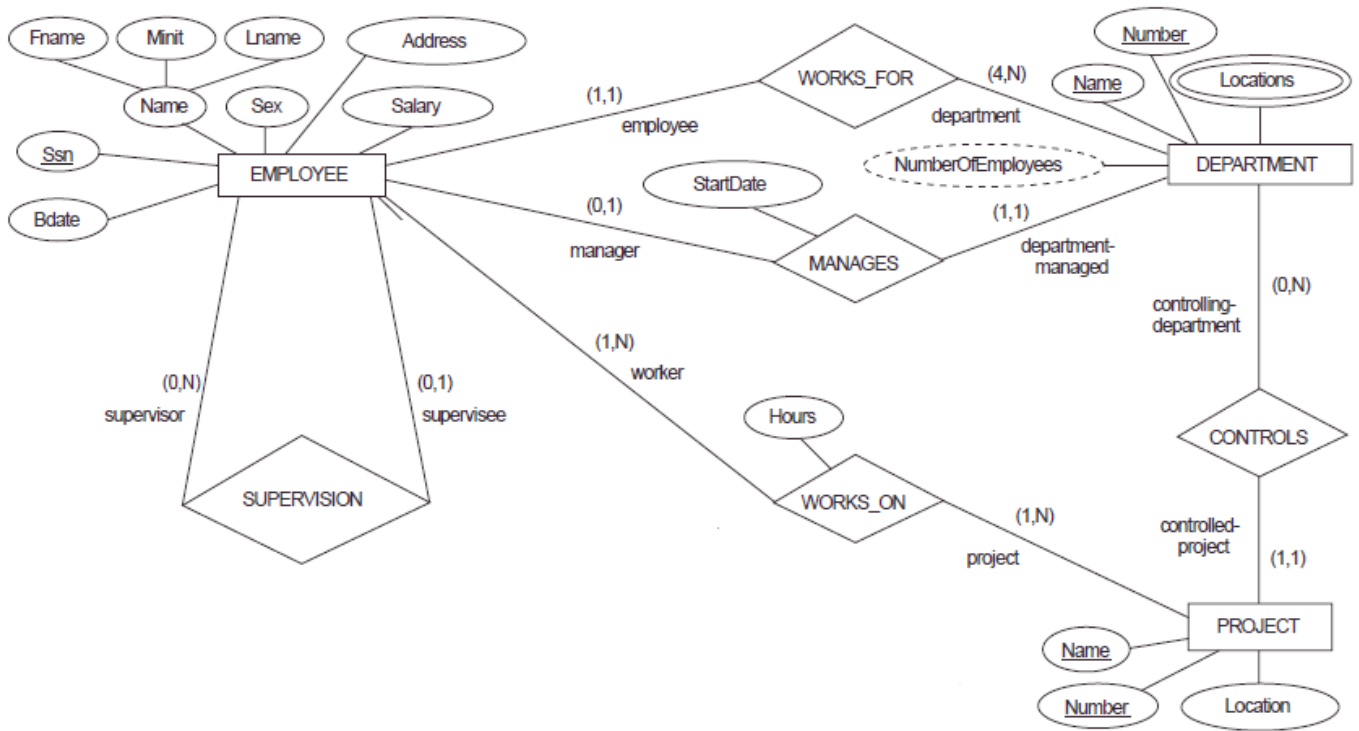 Fname
Minit
Lname
Address
Number
Name
Sex
Salary
WORKS_FOR
(4,N)
Name
Locations
(1,1)
employee
department
Ssn
EMPLOYEE
StartDate
NumberOfEmployees
DEPARTMENT
Bdate
(0,1)
manager
MANAGES
(1,1)
department-
managed
(0,N)
controlling-
department
(1,N)
worker
(0,N)
supervisor
(0,1)
supervisee
Hours
CONTROLS
SUPERVISION
WORKS_ON
(1,N)
project
controlled-
project
(1,1)
PROJECT
Name
Number
Location